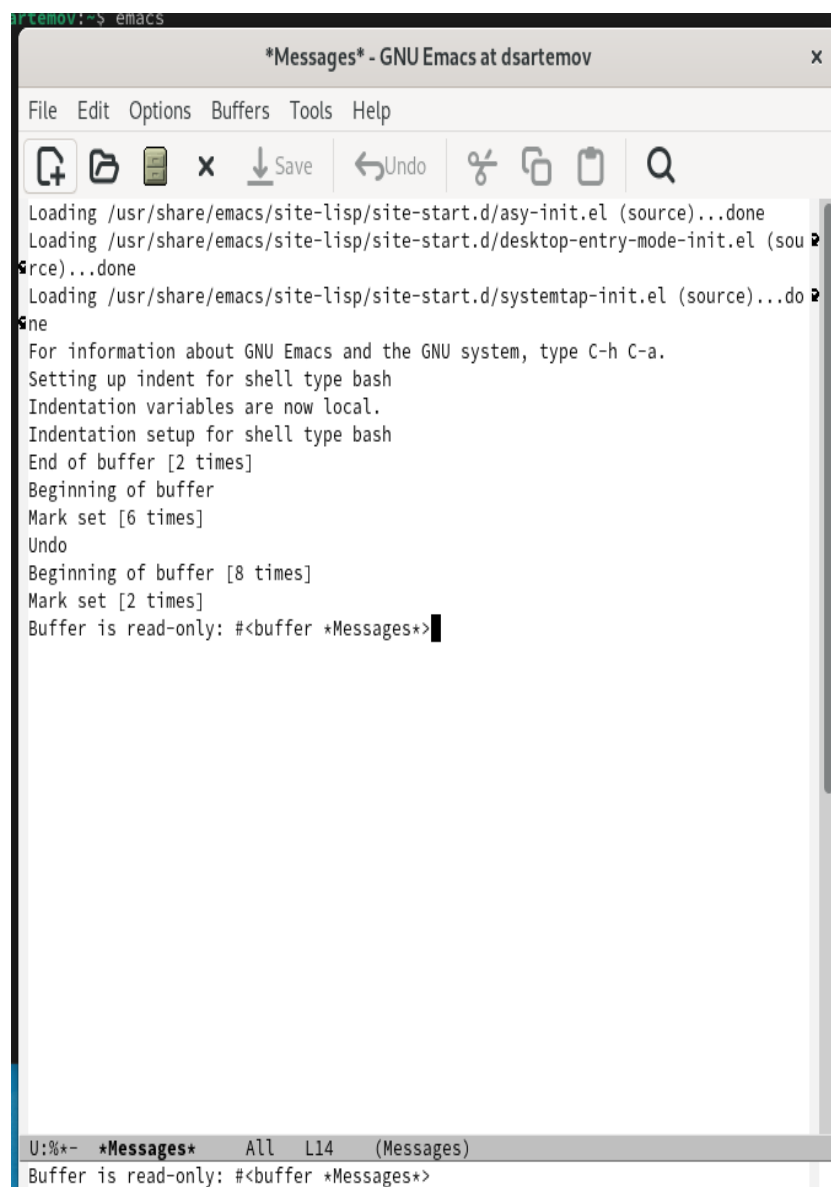 artemov:~$ emacs
*Messages* - GNU Emacs at dsartemov
File Edit Options Buffers Tools Help
Save Undo
Loading /usr/share/emacs/site-lisp/site-start.d/asy-init.el (source)...done
Loading /usr/share/emacs/site-lisp/site-start.d/desktop-entry-mode-init.el (sou
rce)...done
Loading /usr/share/emacs/site-lisp/site-start.d/systemtap-init.el (source)...do
ne
For information about GNU Emacs and the GNU system, type C-h C-a.
Setting up indent for shell type bash
Indentation variables are now local.
Indentation setup for shell type bash
End of buffer [2 times]
Beginning of buffer
Mark set [6 times]
Undo
Beginning of buffer [8 times]
Mark set [2 times]
Buffer is read-only: #<buffer *Messages*>
U:%*- *Messages* All L14 (Messages)
Buffer is read-only: #<buffer *Messages*>